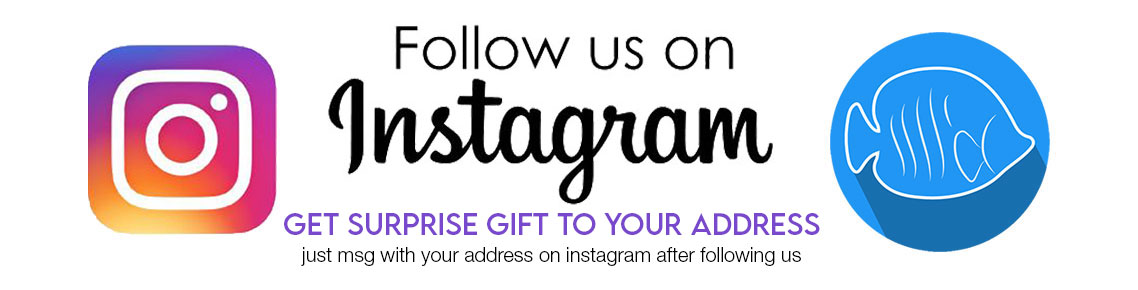 Follow us on
Instagram
GET SURPRISE GIFT TO YOUR ADDRESS
just msg with your address on instagram after following us